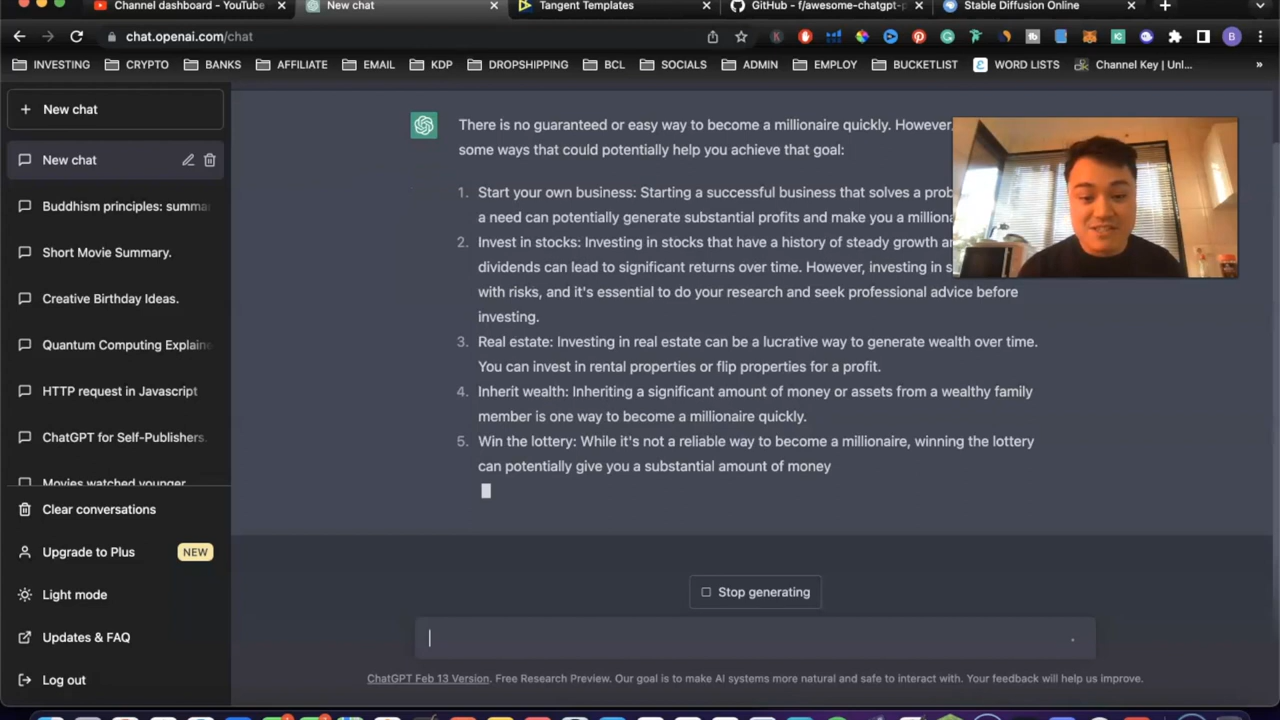 Channel dashboard - YouTube
New chat
Tangent Templates
GitHub - f/awesome-chatgpt-p
Stable Diffusion Online
chat.openai.com/chat
B
INVESTING
CRYPTO
BANKS
AFFILIATE
EMAIL
KDP
DROPSHIPPING
BCL
SOCIALS
ADMIN
EMPLOY
BUCKETLIST
WORD LISTS
Channel Key | Unl...
»
+ New chat
New chat
Buddhism principles: summa
Short Movie Summary.
Creative Birthday Ideas.
Quantum Computing Explaine
HTTP request in Javascript
ChatGPT for Self-Publishers.
Movies watched younger
Clear conversations
Upgrade to Plus
NEW
Light mode
Updates & FAQ
Log out
There is no guaranteed or easy way to become a millionaire quickly. However,
some ways that could potentially help you achieve that goal:
1. Start your own business: Starting a successful business that solves a prob
a need can potentially generate substantial profits and make you a milliona
2. Invest in stocks: Investing in stocks that have a history of steady growth an
dividends can lead to significant returns over time. However, investing in s
with risks, and it's essential to do your research and seek professional advice before
investing.
3. Real estate: Investing in real estate can be a lucrative way to generate wealth over time.
You can invest in rental properties or flip properties for a profit.
4. Inherit wealth: Inheriting a significant amount of money or assets from a wealthy family
member is one way to become a millionaire quickly.
5. Win the lottery: While it's not a reliable way to become a millionaire, winning the lottery
can potentially give you a substantial amount of money
Stop generating
ChatGPT Feb 13 Version. Free Research Preview. Our goal is to make AI systems more natural and safe to interact with. Your feedback will help us improve.